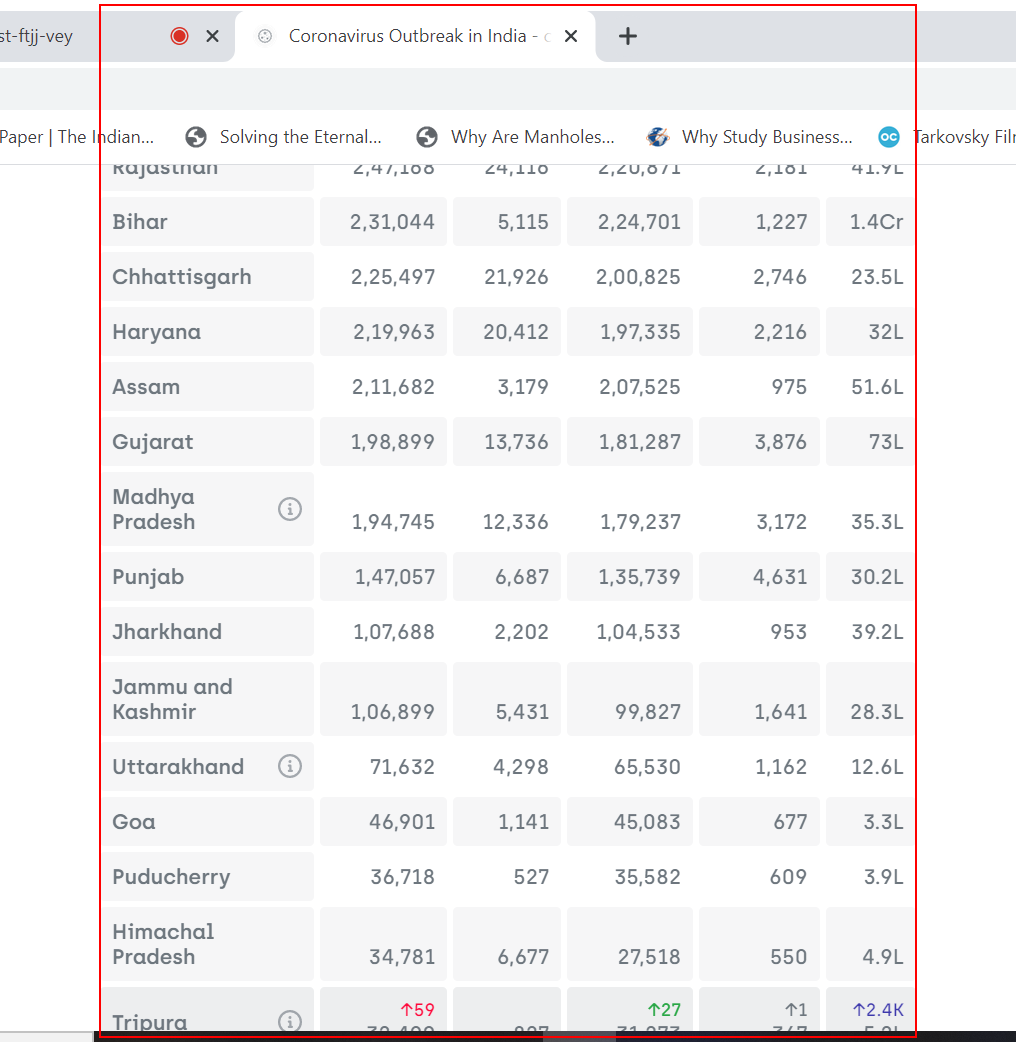 st-ftjj-vey Coronavirus Outbreak in India -
Paper | The Indian... Solving the Eternal... Why Are Manholes... Why Study Business... OC Tarkovsky Fil
Rajasthan 2,47,168 24,116 2,20,871 2,181 41.9L
Bihar 2,31,044 5,115 2,24,701 1,227 1.4Cr
Chhattisgarh 2,25,497 21,926 2,00,825 2,746 23.5L
Haryana 2,19,963 20,412 1,97,335 2,216 32L
Assam 2,11,682 3,179 2,07,525 975 51.6L
Gujarat 1,98,899 13,736 1,81,287 3,876 73L
Madhya
Pradesh 1,94,745 12,336 1,79,237 3,172 35.3L
Punjab 1,47,057 6,687 1,35,739 4,631 30.2L
Jharkhand 1,07,688 2,202 1,04,533 953 39.2L
Jammu and
Kashmir 1,06,899 5,431 99,827 1,641 28.3L
Uttarakhand 71,632 4,298 65,530 1,162 12.6L
Goa 46,901 1,141 45,083 677 3.3L
Puducherry 36,718 527 35,582 609 3.9L
Himachal
Pradesh 34,781 6,677 27,518 550 4.9L
↑59 ↑27 ↑1 ↑2.4K
Tripura